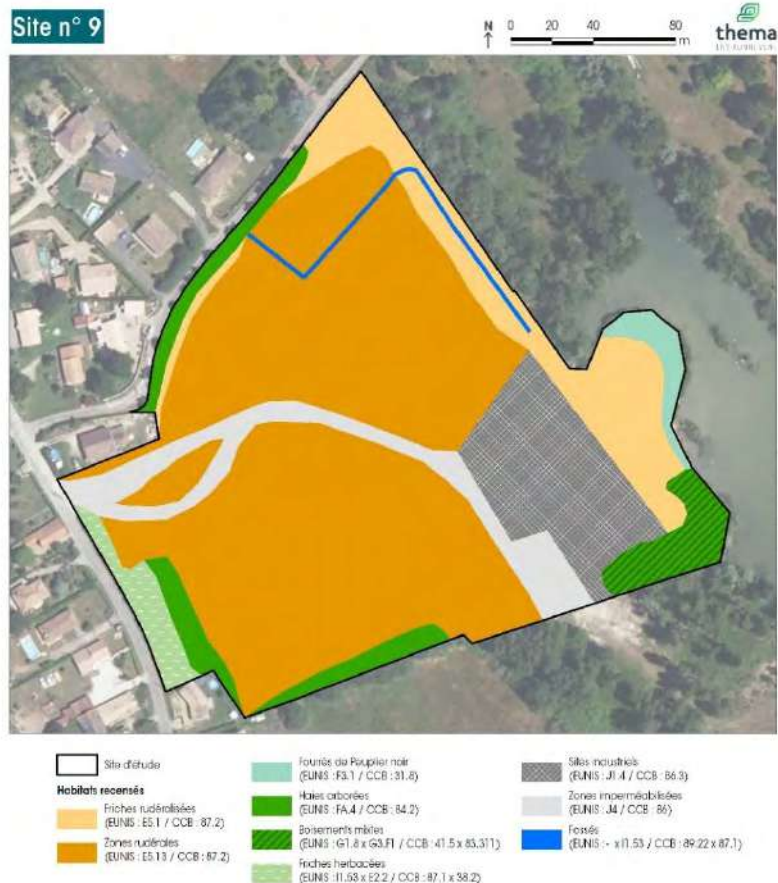 Site n° 9
N
0 20 40 80
m
thema
Site d'étude
Habitats recensés
Friches rudéralisées
(EUNIS : E5.1 / CCB : 87.2)
Zones rudérales
(EUNIS : E5.13 / CCB : 87.2)
Fourrés de Peuplier noir
(EUNIS : F3.1 / CCB : 31.8)
Haies arborées
(EUNIS : FA.4 / CCB : 84.2)
Boisements mixtes
(EUNIS : G1.8 x G3.F1 / CCB : 41.5 x 83.311)
Friches herbacées
(EUNIS : I1.53 x E2.2 / CCB : 87.1 x 38.2)
Sites industriels
(EUNIS : J1.4 / CCB : 86.3)
Zones imperméabilisées
(EUNIS : J4 / CCB : 86)
Fossés
(EUNIS : - x I1.53 / CCB : 89.22 x 87.1)